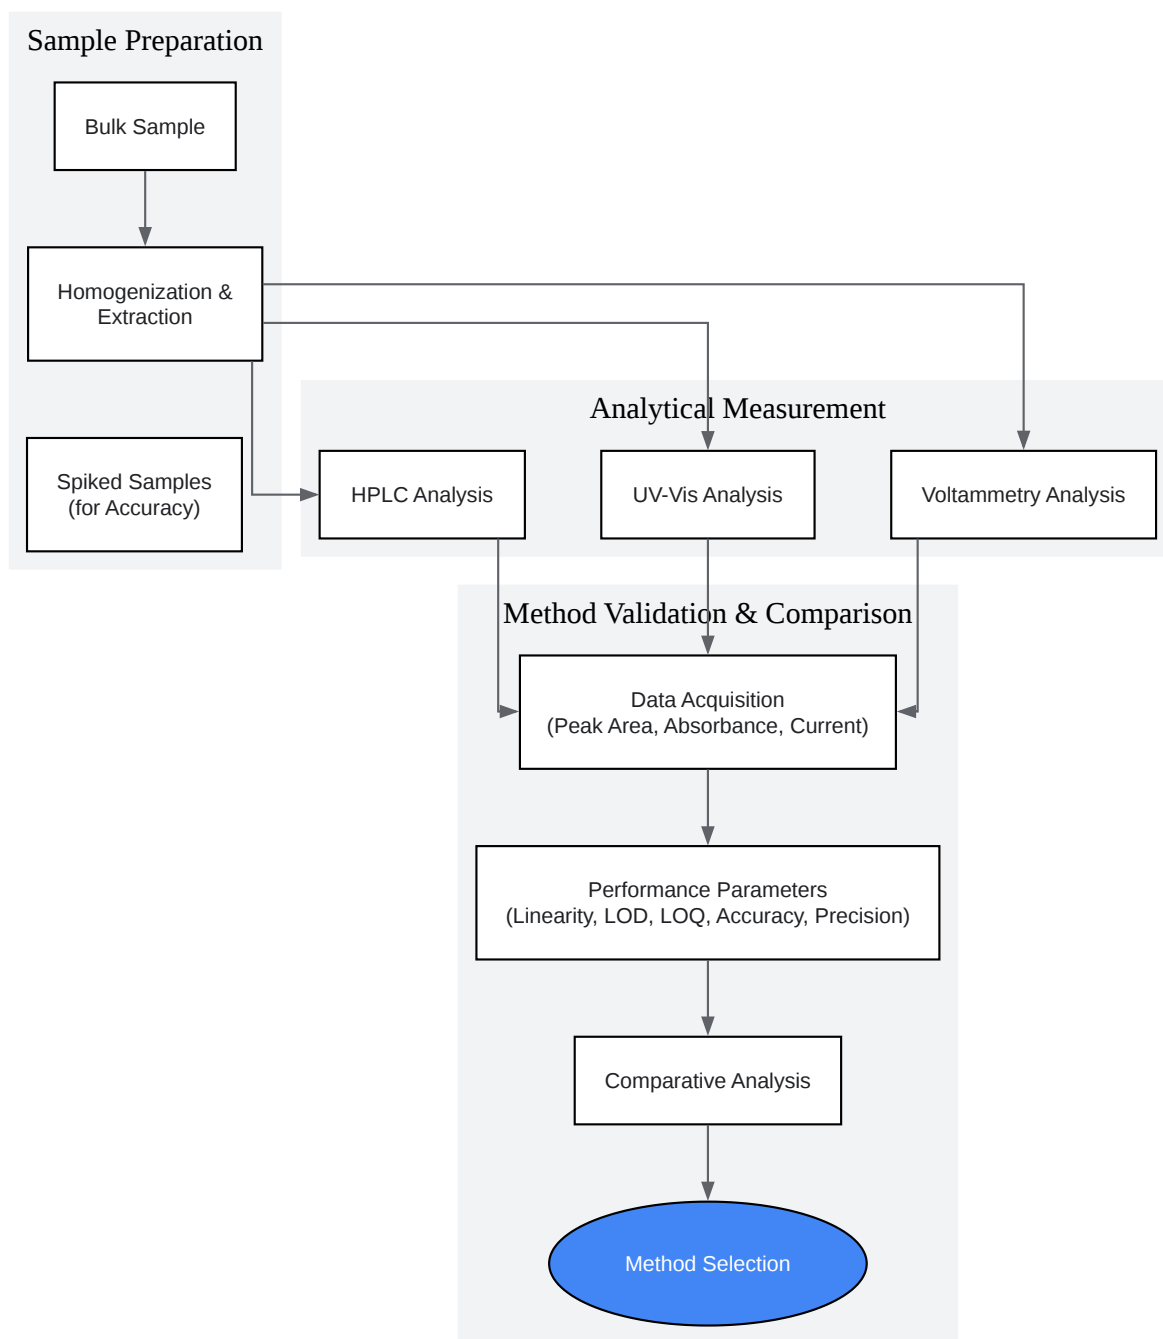 Sample Preparation
Bulk Sample
Homogenization &
Extraction
Spiked Samples
(for Accuracy)
Analytical Measurement
HPLC Analysis
UV-Vis Analysis
Voltammetry Analysis
Method Validation & Comparison
Data Acquisition
(Peak Area, Absorbance, Current)
Performance Parameters
(Linearity, LOD, LOQ, Accuracy, Precision)
Comparative Analysis
Method Selection